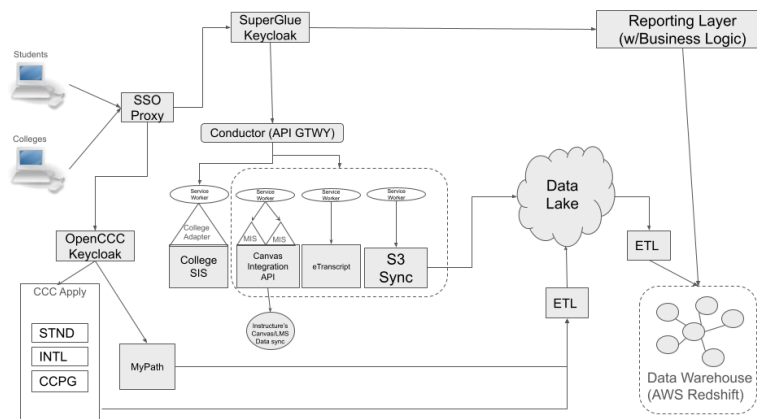 SuperGlue
Keycloak
Reporting Layer
(w/Business Logic)
Students
SSO
Proxy
Colleges
Conductor (API GTWY)
Service
Worker
Service
Worker
Service
Worker
Service
Worker
College
Adapter
MIS
MIS
Data
Lake
OpenCCC
Keycloak
College
SIS
Canvas
Integration
API
eTranscript
S3
Sync
ETL
CCC Apply
ETL
STND
INTL
CCPG
Instructure's
Canvas/LMS
Data sync
MyPath
Data Warehouse
(AWS Redshift)